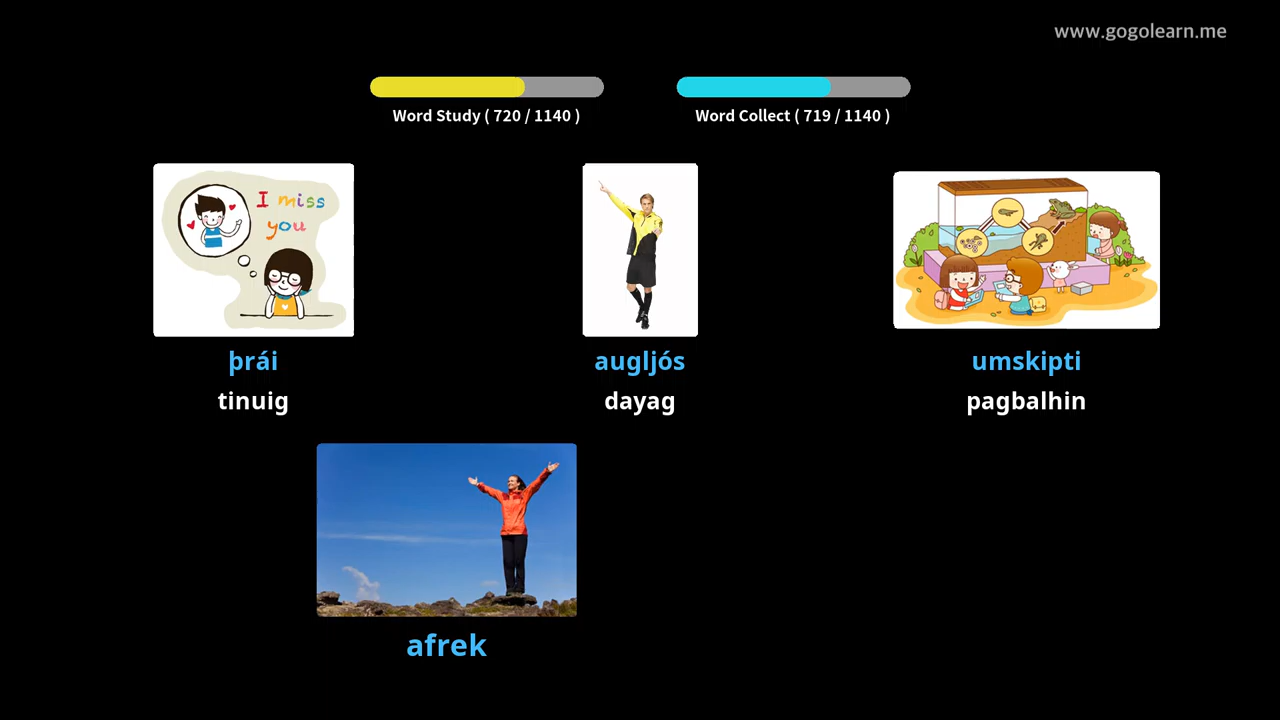 www.gogolearn.me
Word Study ( 720 / 1140 )
Word Collect ( 719 / 1140 )
I miss
you
þrái
augljós
umskipti
tinuig
dayag
pagbalhin
afrek